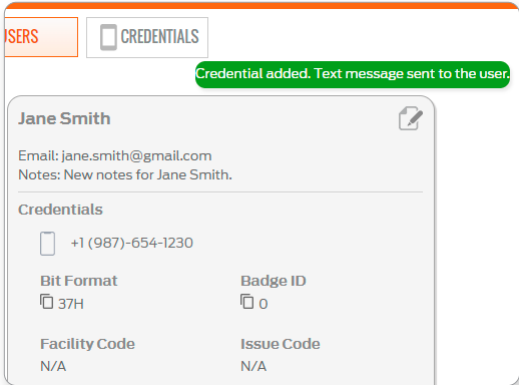 USERS
CREDENTIALS
Credential added. Text message sent to the user.
Jane Smith
Email: jane.smith@gmail.com
Notes: New notes for Jane Smith.
Credentials
+1 (987)-654-1230
Bit Format Badge ID
37H 0
Facility Code Issue Code
N/A N/A